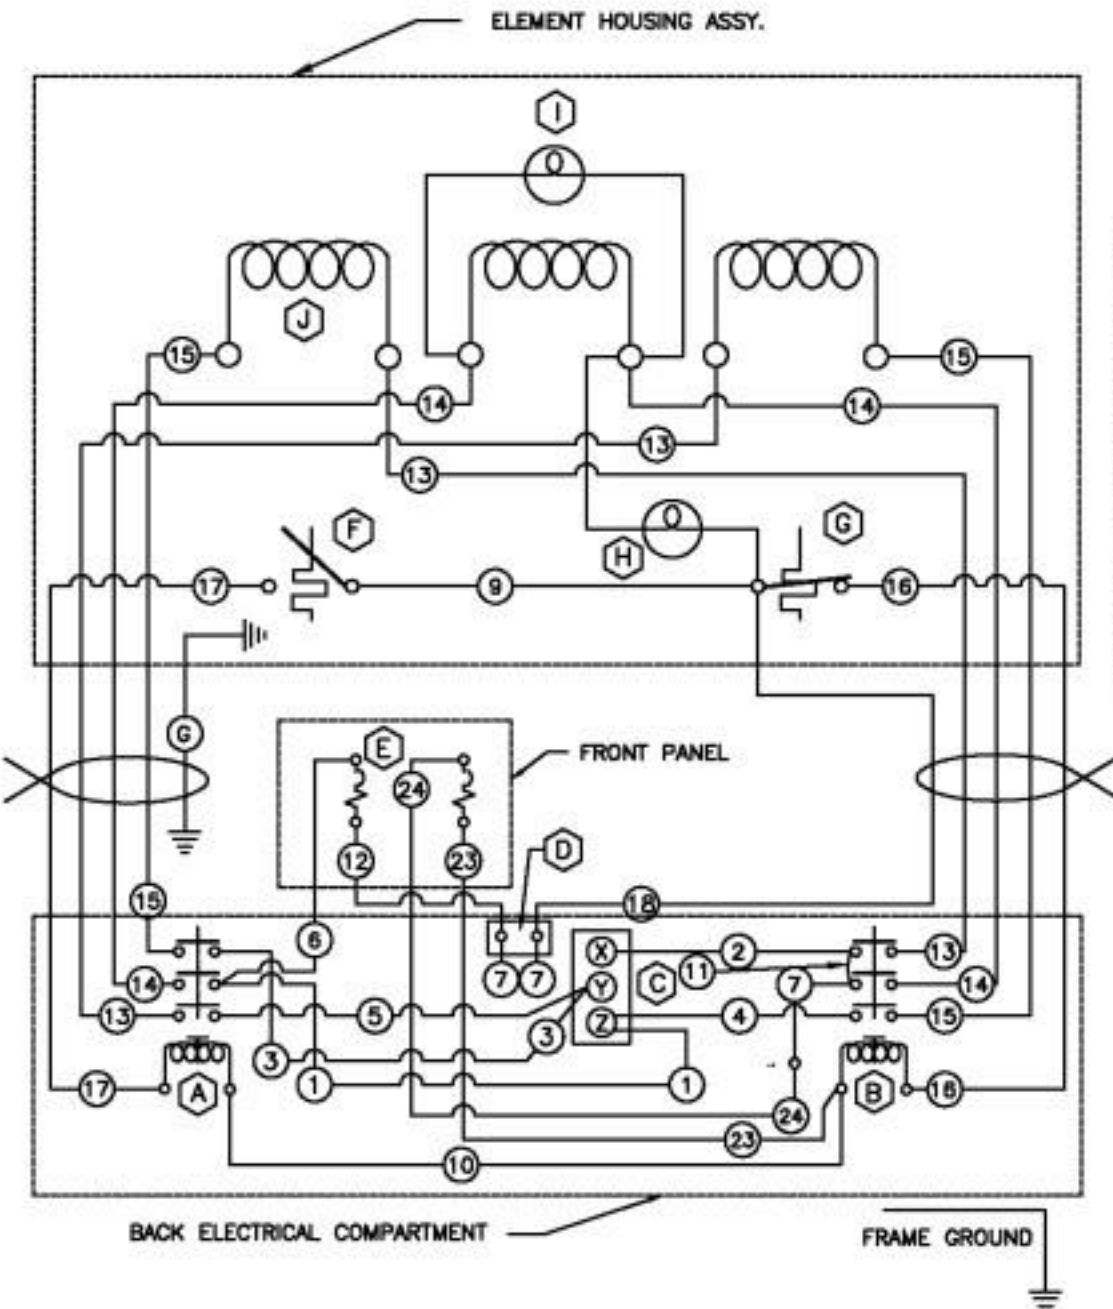 ELEMENT HOUSING ASSY.
I
J
15
15
14
14
13
13
F
O
O
H
G
17
9
16
G
E
FRONT PANEL
24
12
23
D
15
18
6
X
2
13
11
C
7
7
7
14
Y
14
13
5
3
Z
4
15
3
17
A
1
1
B
16
24
23
10
BACK ELECTRICAL COMPARTMENT
FRAME GROUND